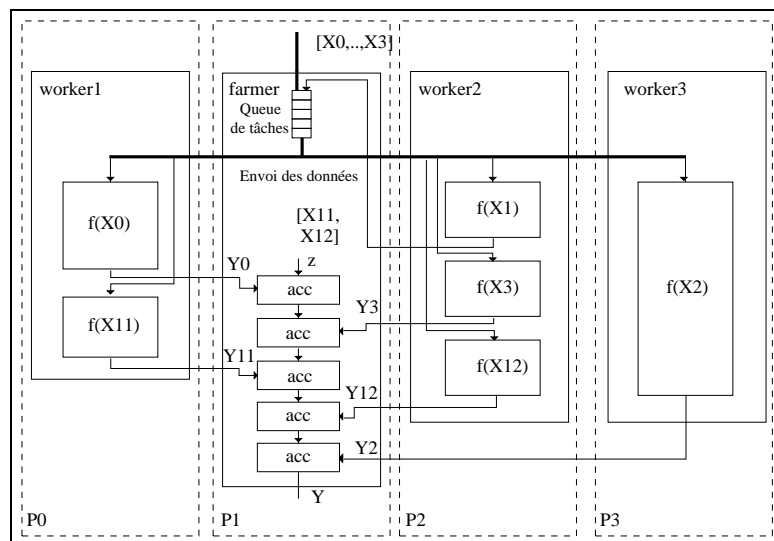 [X0,..,X3]
worker1
farmer
worker2
worker3
Queue
de tâches
Envoi des données
f(X0)
f(X1)
[X11,
X12]
Y0
z
acc
f(X3)
f(X2)
f(X11)
Y3
acc
Y11
acc
f(X12)
Y12
acc
Y2
acc
Y
P0
P1
P2
P3